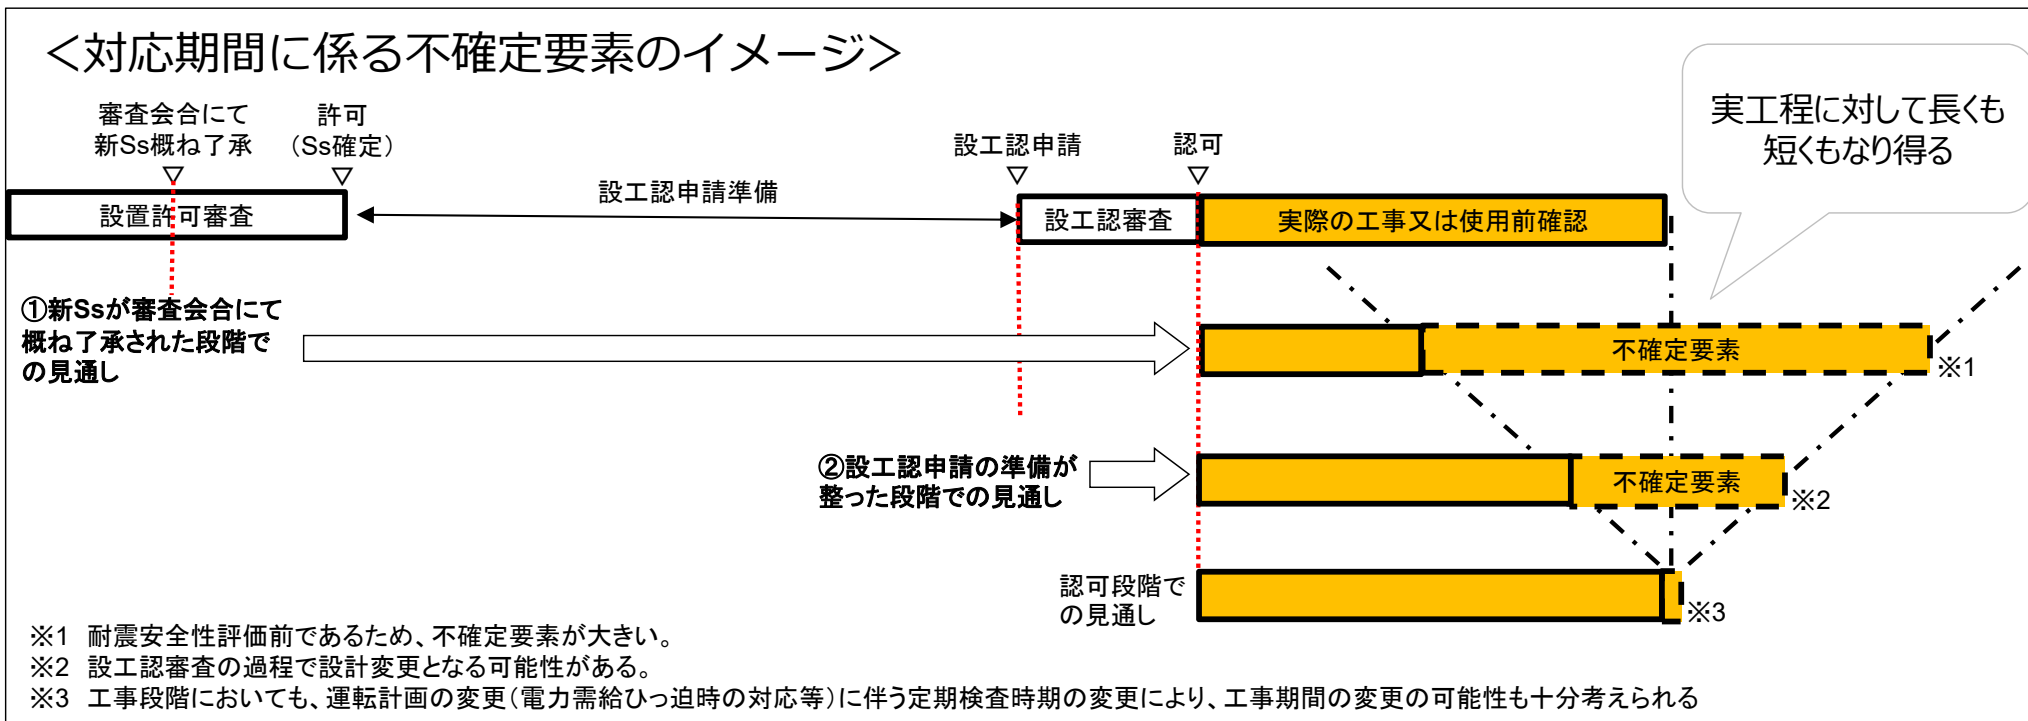 ＜対応期間に係る不確定要素のイメージ＞
実工程に対して長くも
短くもなり得る
審査会合にて
新Ss概ね了承
許可
（Ss確定）
設工認申請
認可
▽
▽
▽
▽
設置許可審査
設工認申請準備
設工認審査
実際の工事又は使用前確認
①新Ssが審査会合にて
概ね了承された段階で
の見通し
不確定要素
※1
②設工認申請の準備が
整った段階での見通し
不確定要素
※2
認可段階で
の見通し
※3
※1 耐震安全性評価前であるため、不確定要素が大きい。
※2 設工認審査の過程で設計変更となる可能性がある。
※3 工事段階においても、運転計画の変更（電力需給ひっ迫時の対応等）に伴う定期検査時期の変更により、工事期間の変更の可能性も十分考えられる